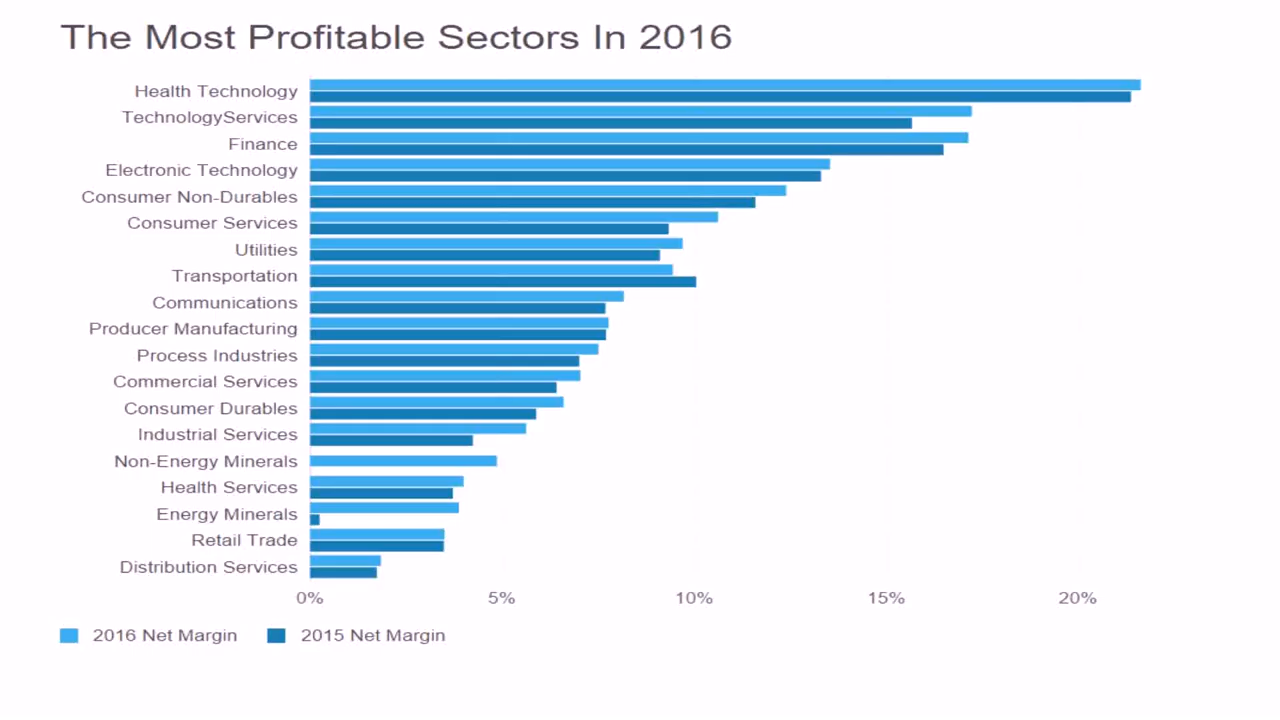 The Most Profitable Sectors In 2016
Health Technology
TechnologyServices
Finance
Electronic Technology
Consumer Non-Durables
Consumer Services
Utilities
Transportation
Communications
Producer Manufacturing
Process Industries
Commercial Services
Consumer Durables
Industrial Services
Non-Energy Minerals
Health Services
Energy Minerals
Retail Trade
Distribution Services
0% 5% 10% 15% 20%
2016 Net Margin 2015 Net Margin